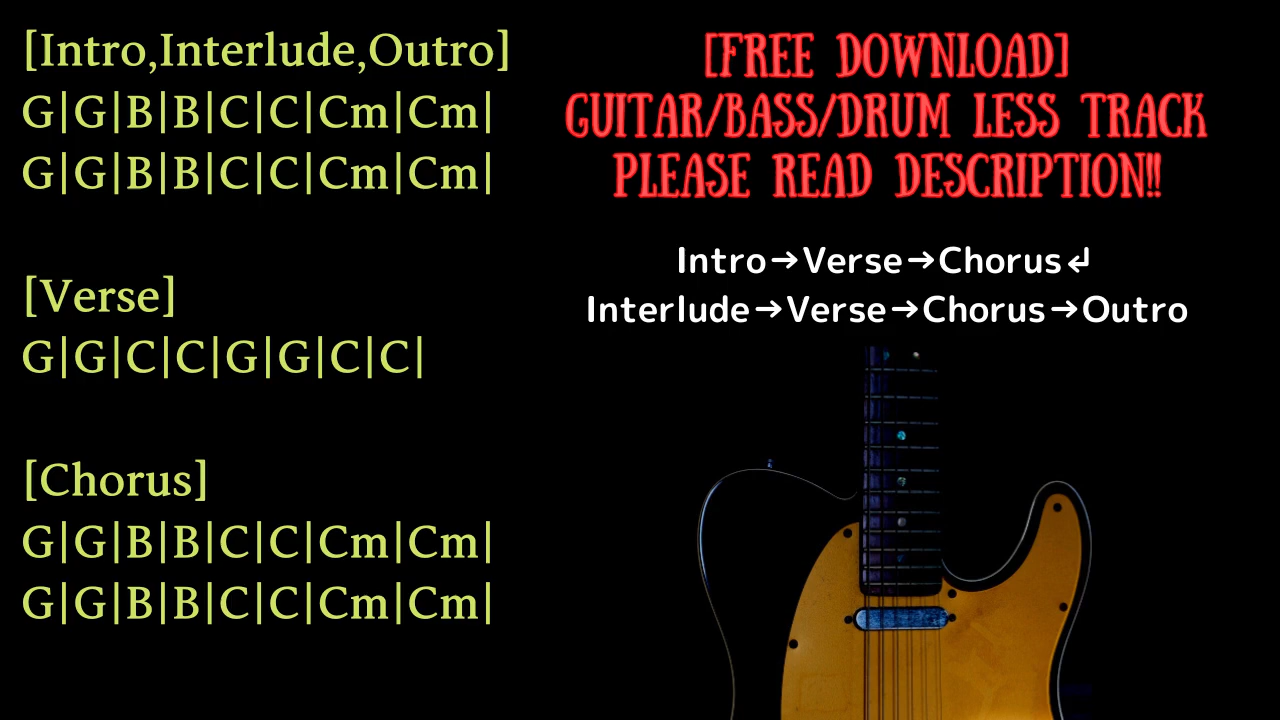 [Intro,Interlude,Outro]
G|G|B|B|C|C|Cm|Cm|
G|G|B|B|C|C|Cm|Cm|
[Verse]
G|G|C|C|G|G|C|C|
[Chorus]
G|G|B|B|C|C|Cm|Cm|
G|G|B|B|C|C|Cm|Cm|
[FREE DOWNLOAD]
GUITAR/BASS/DRUM LESS TRACK
PLEASE READ DESCRIPTION!!
Intro→Verse→Chorus↲
Interlude→Verse→Chorus→Outro